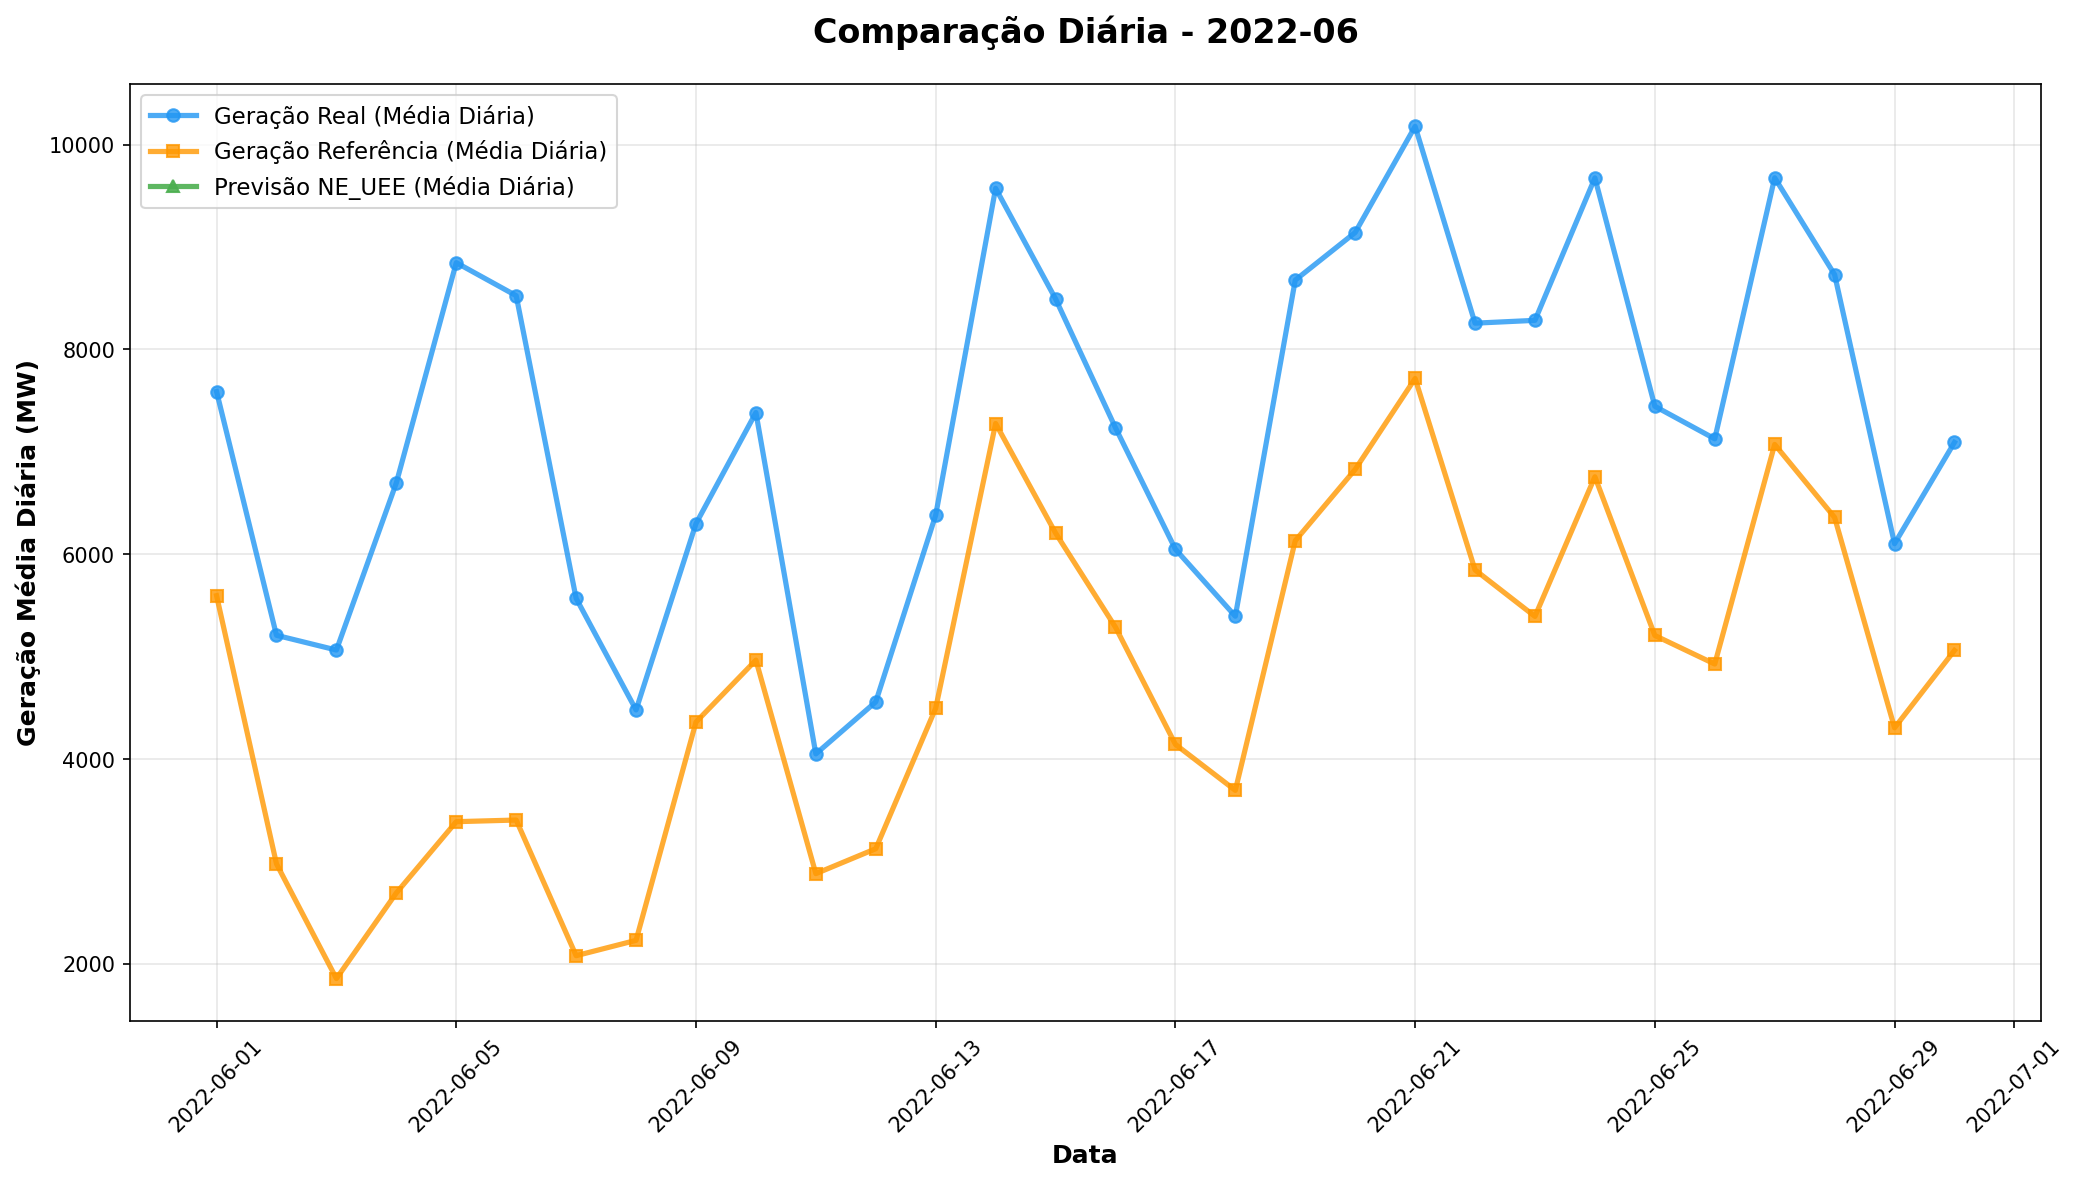 Comparação Diária - 2022-06
Geração Real (Média Diária)
Geração Referência (Média Diária)
Previsão NE_UEE (Média Diária)
Geração Média Diária (MW)
10000
8000
6000
4000
2000
2022-06-01
2022-06-05
2022-06-09
2022-06-13
2022-06-17
2022-06-21
2022-06-25
2022-06-29
2022-07-01
Data